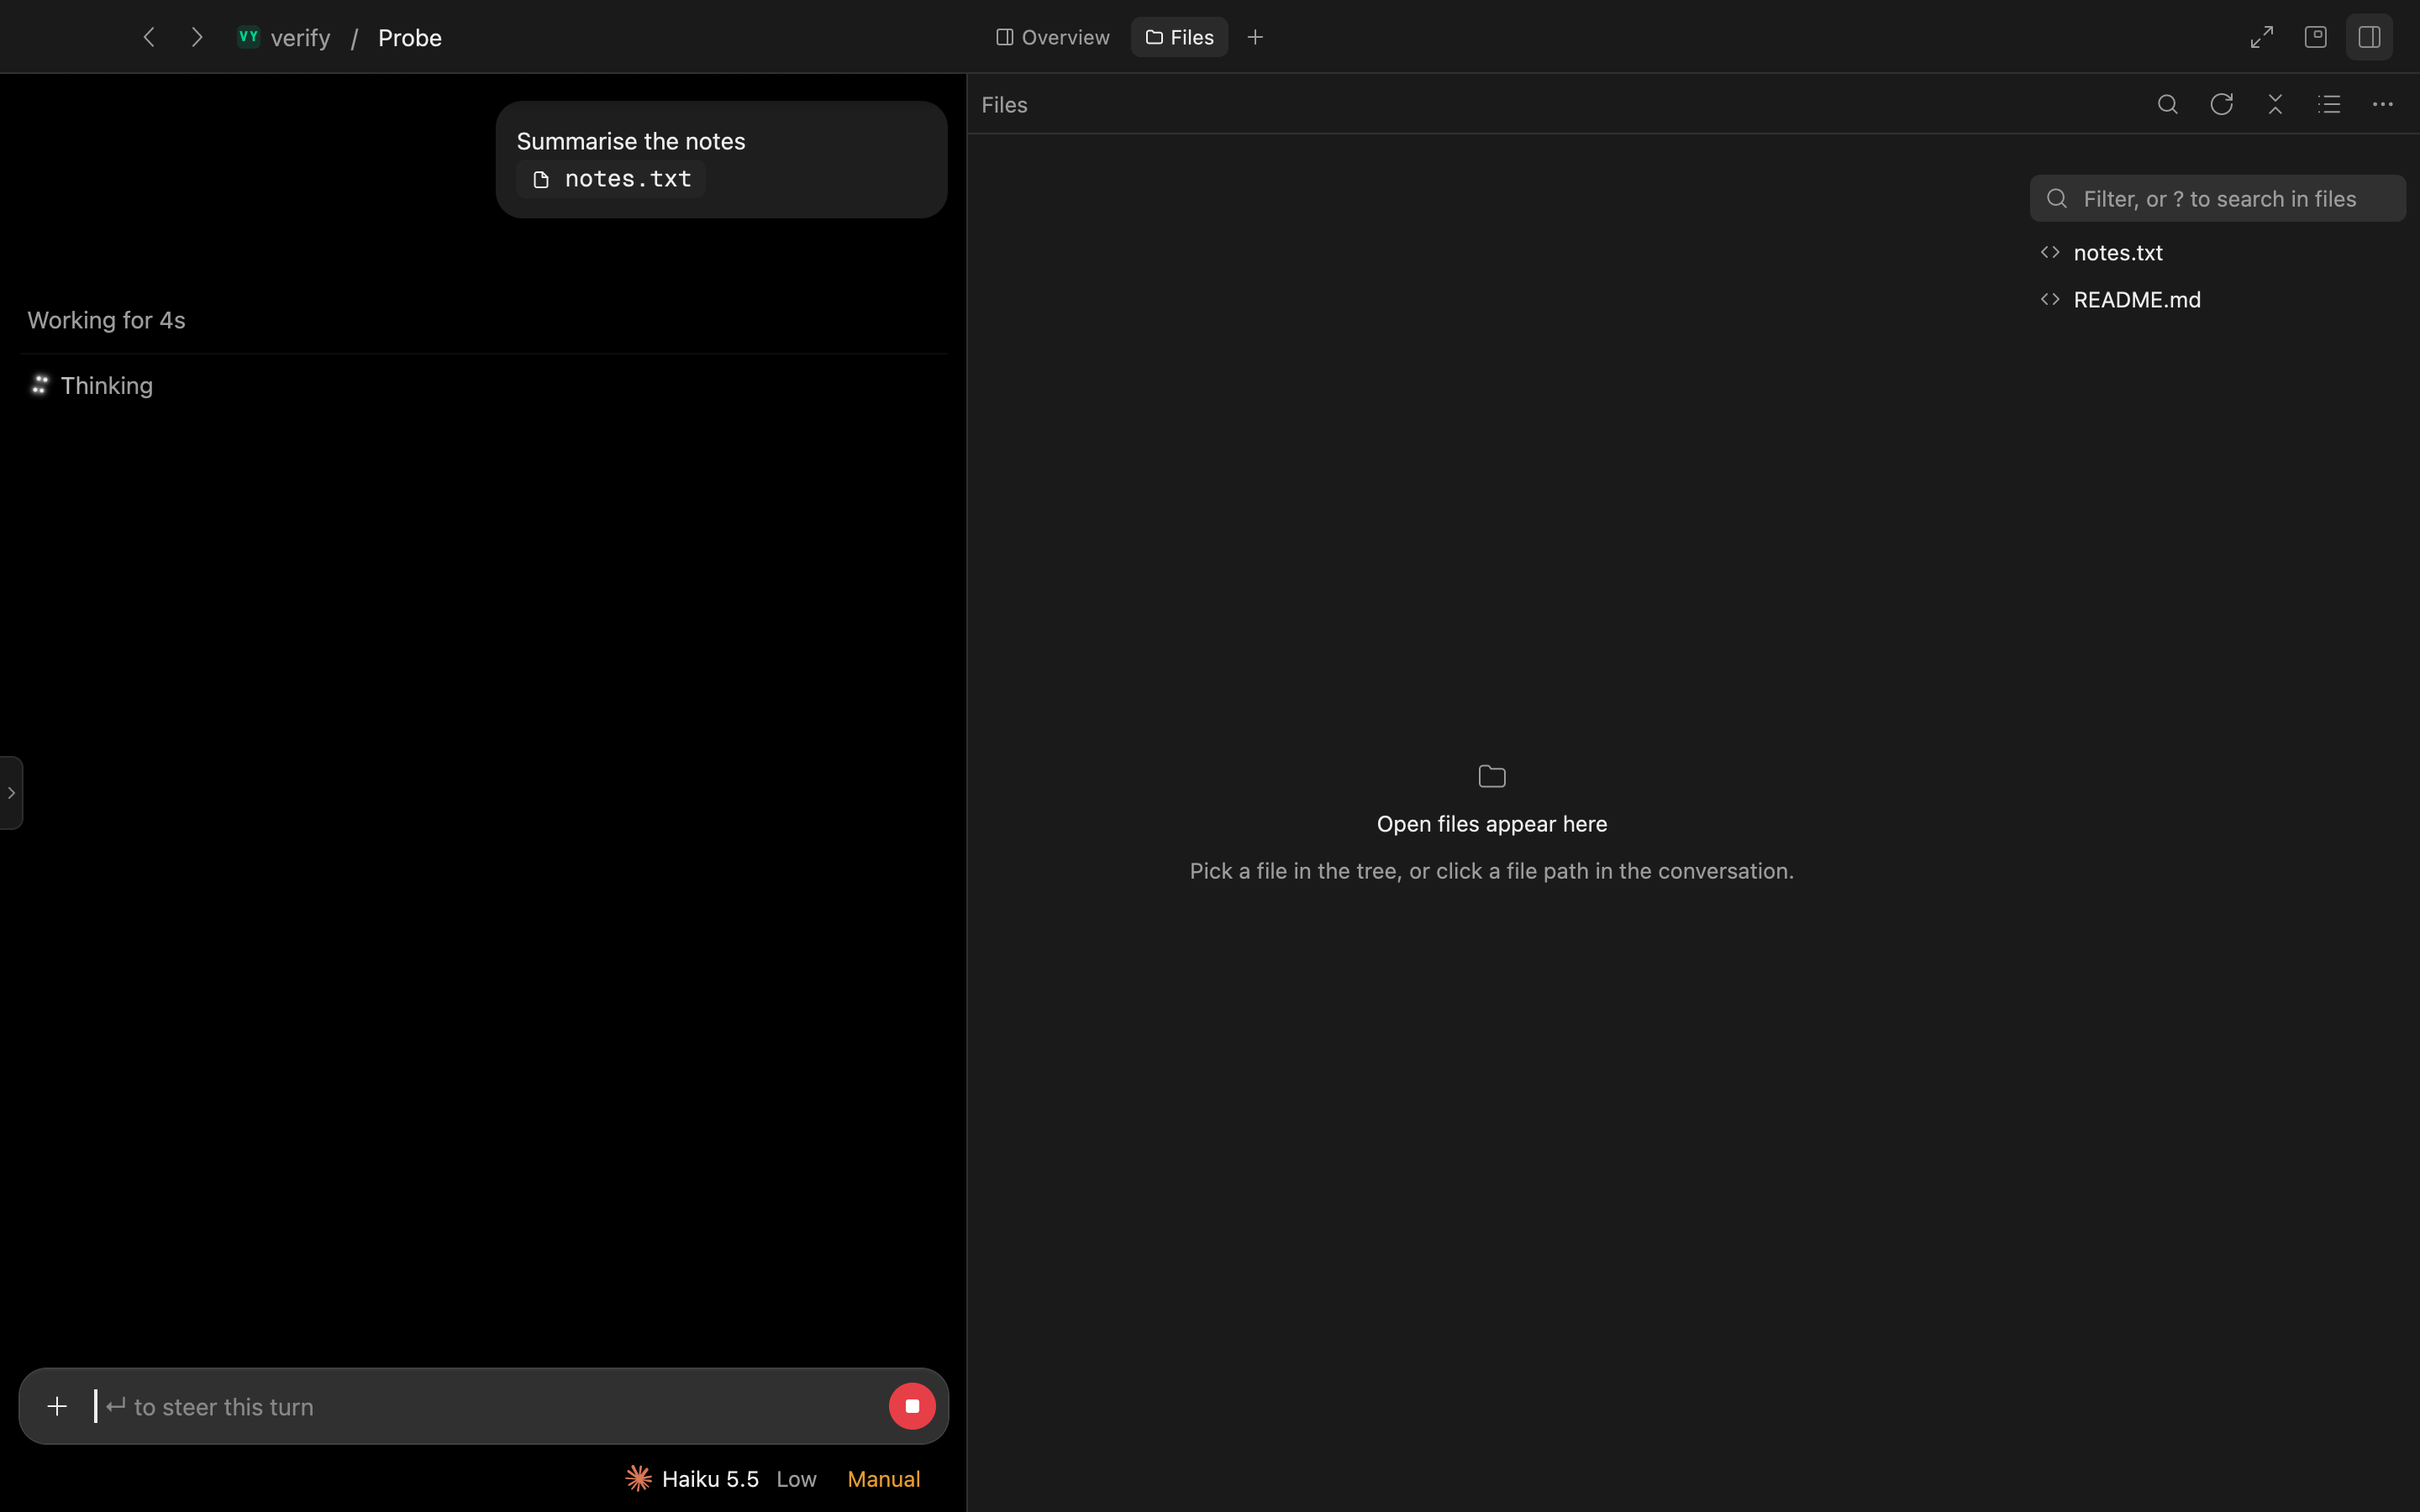 VY verify / Probe
Overview
Files
Files
Summarise the notes
notes.txt
Filter, or ? to search in files
notes.txt
README.md
Working for 4s
Thinking
Open files appear here
Pick a file in the tree, or click a file path in the conversation.
↵ to steer this turn
Haiku 5.5 Low Manual